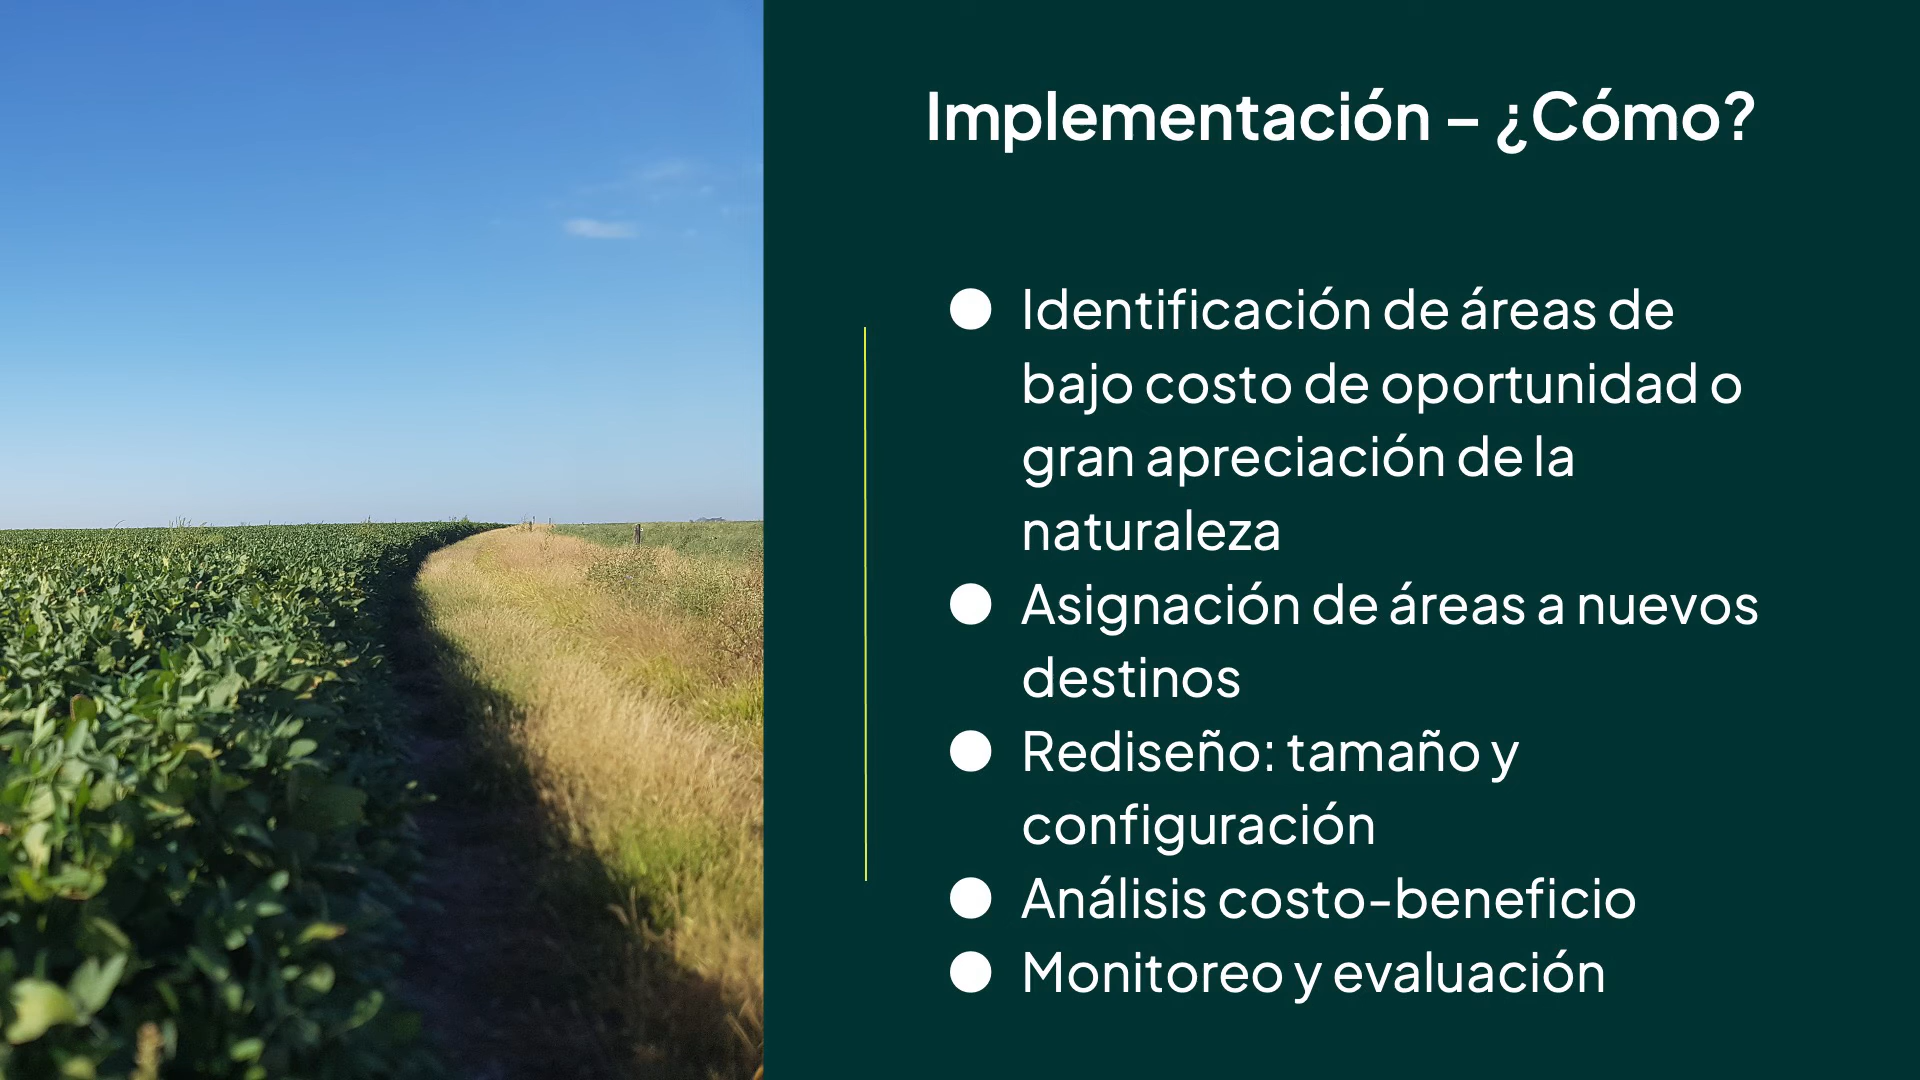 Implementación – ¿Cómo?
● Identificación de áreas de
bajo costo de oportunidad o
gran apreciación de la
naturaleza
● Asignación de áreas a nuevos
destinos
● Rediseño: tamaño y
configuración
● Análisis costo-beneficio
● Monitoreo y evaluación